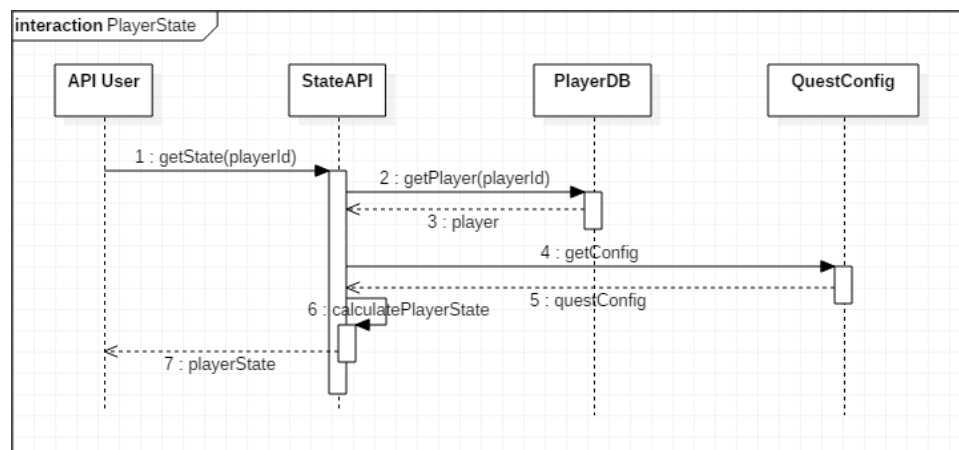 interaction PlayerState
API User
StateAPI
PlayerDB
QuestConfig
1 : getState(playerId)
2 : getPlayer(playerId)
3 : player
4 : getConfig
5 : questConfig
6 : calculatePlayerState
7 : playerState